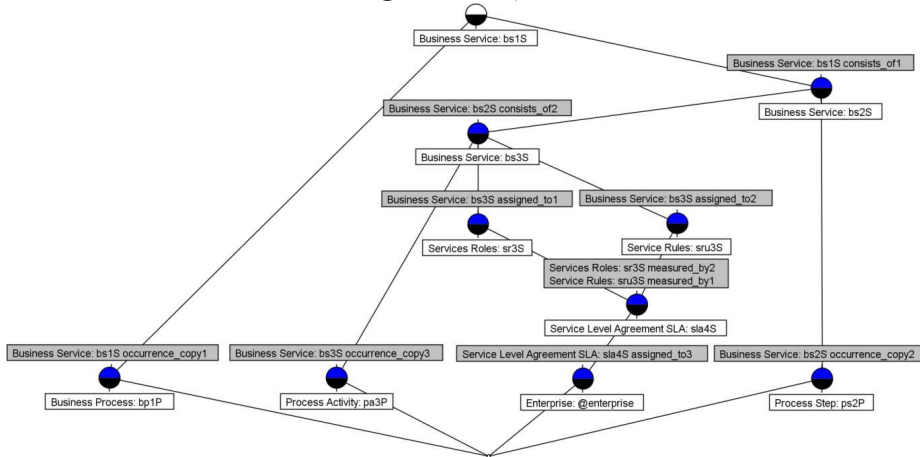 Business Service: bs1S
Business Service: bs1S consists_of1
Business Service: bs2S consists_of2
Business Service: bs2S
Business Service: bs3S
Business Service: bs3S assigned_to1
Business Service: bs3S assigned_to2
Services Roles: sr3S
Service Rules: sru3S
Services Roles: sr3S measured_by2
Service Rules: sru3S measured_by1
Service Level Agreement SLA: sla4S
Business Service: bs1S occurrence_copy1
Business Service: bs3S occurrence_copy3
Service Level Agreement SLA: sla4S assigned_to3
Business Service: bs2S occurrence_copy2
Business Process: bp1P
Process Activity: pa3P
Enterprise: @enterprise
Process Step: ps2P